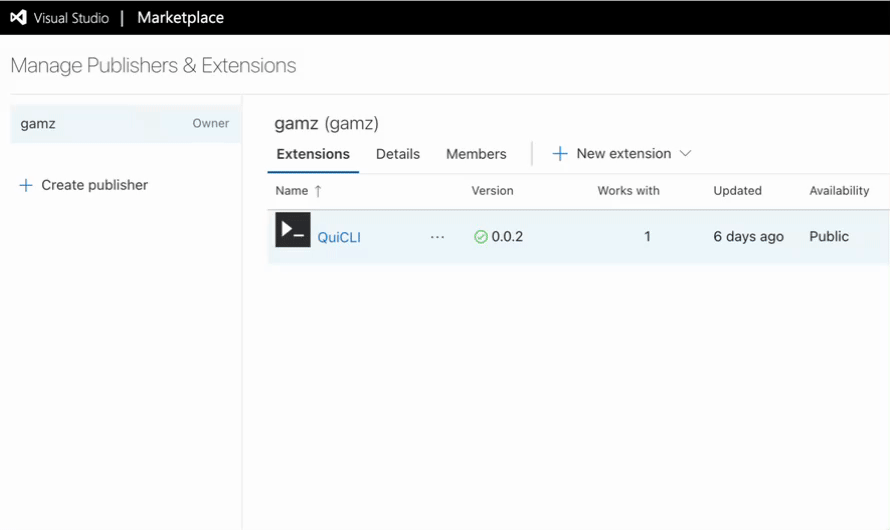 Visual Studio | Marketplace
Manage Publishers & Extensions
gamz Owner
+ Create publisher
gamz (gamz)
Extensions Details Members + New extension
Name ↑ Version Works with Updated Availability
QuiCLI ... 0.0.2 1 6 days ago Public